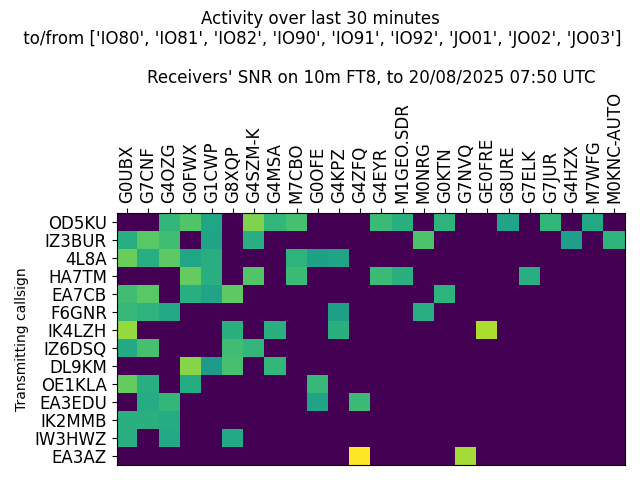 Activity over last 30 minutes
to/from ['IO80', 'IO81', 'IO82', 'IO90', 'IO91', 'IO92', 'JO01', 'JO02', 'JO03']
Receivers' SNR on 10m FT8, to 20/08/2025 07:50 UTC
G0UBX
G7CNF
G4OZG
G0FWX
G1CWP
G8XQP
G4SZM-K
G4MSA
M7CBO
G0OFE
G4KPZ
G4ZFQ
G4EYR
M1GEO.SDR
M0NRG
G0KTN
G7NVQ
GE0FRE
G8URE
G7ELK
G7JUR
G4HZX
M7WFG
M0KNC-AUTO
Transmitting callsign
OD5KU
IZ3BUR
4L8A
HA7TM
EA7CB
F6GNR
IK4LZH
IZ6DSQ
DL9KM
OE1KLA
EA3EDU
IK2MMB
IW3HWZ
EA3AZ